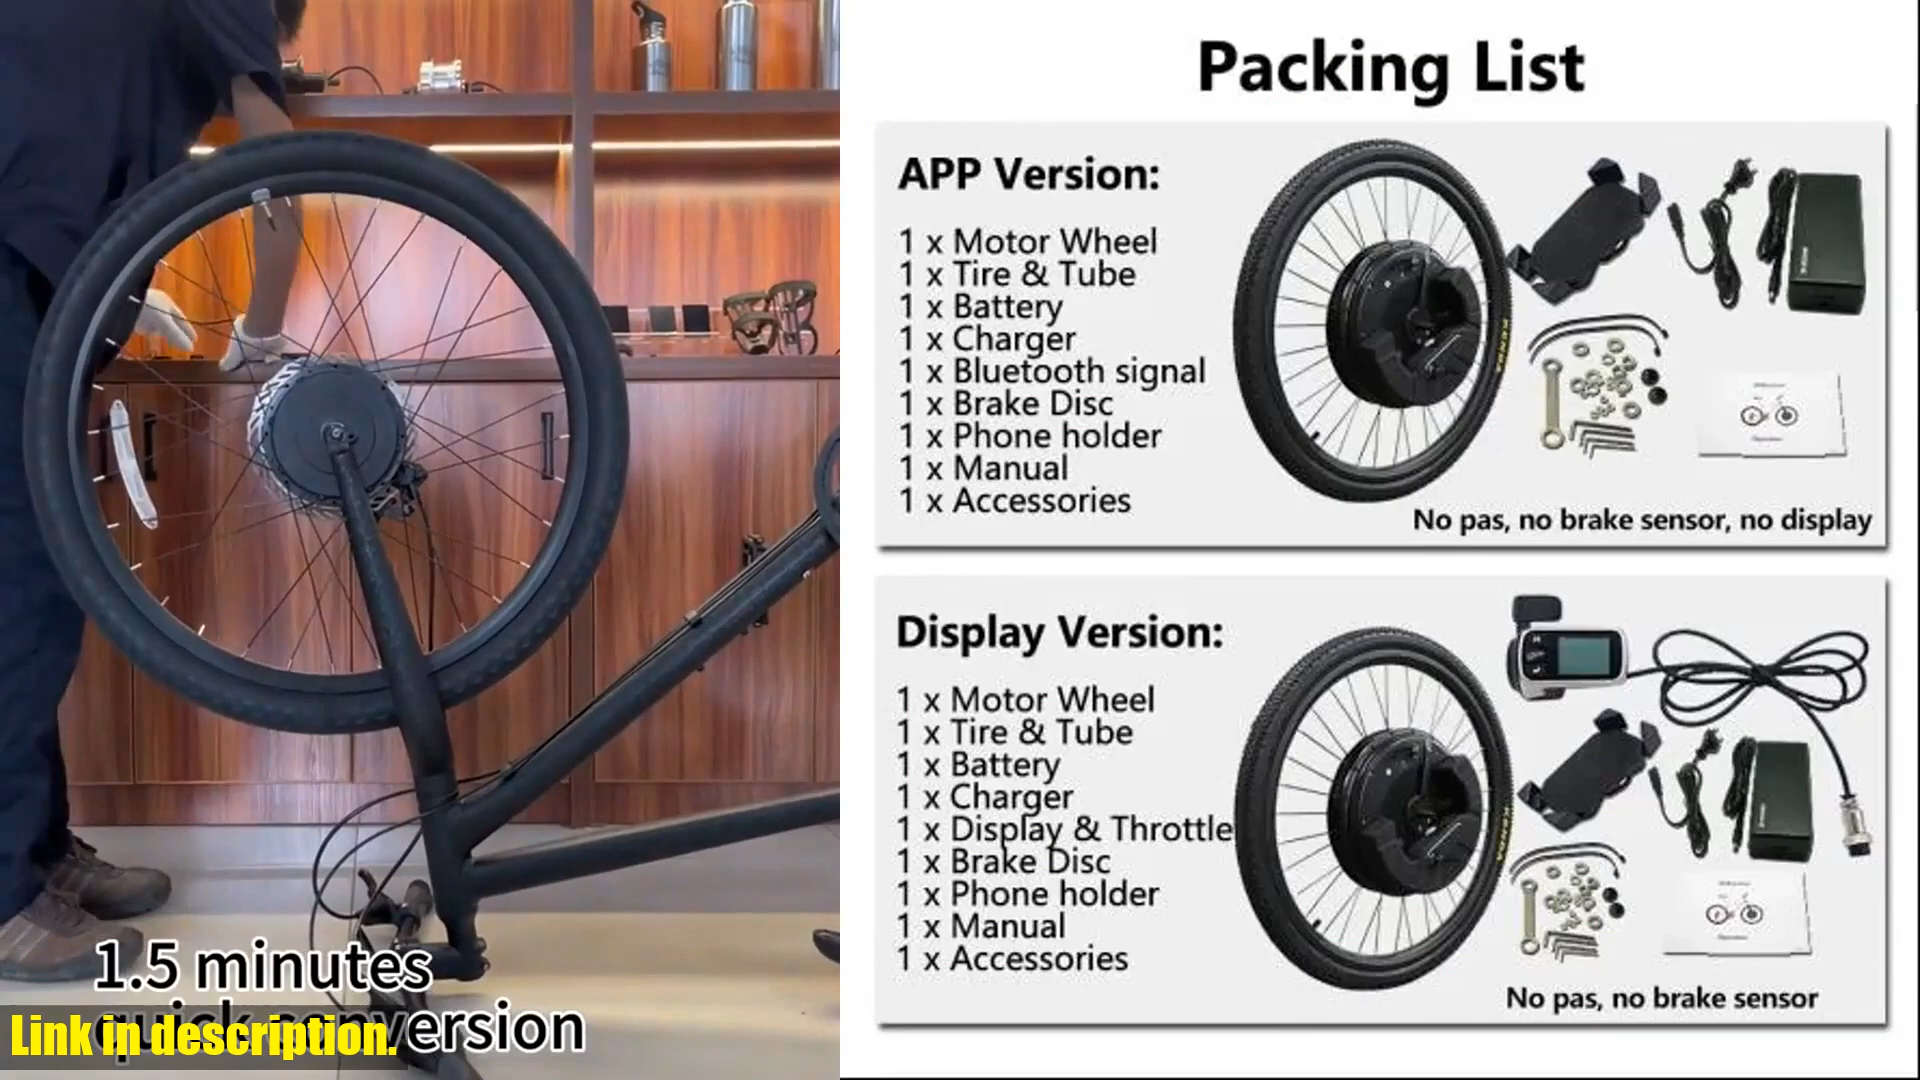 1.5 minutes
quick conversion
Link in description.
Packing List
APP Version:
1 x Motor Wheel
1 x Tire & Tube
1 x Battery
1 x Charger
1 x Bluetooth signal
1 x Brake Disc
1 x Phone holder
1 x Manual
1 x Accessories
No pas, no brake sensor, no display
Display Version:
1 x Motor Wheel
1 x Tire & Tube
1 x Battery
1 x Charger
1 x Display & Throttle
1 x Brake Disc
1 x Phone holder
1 x Manual
1 x Accessories
No pas, no brake sensor